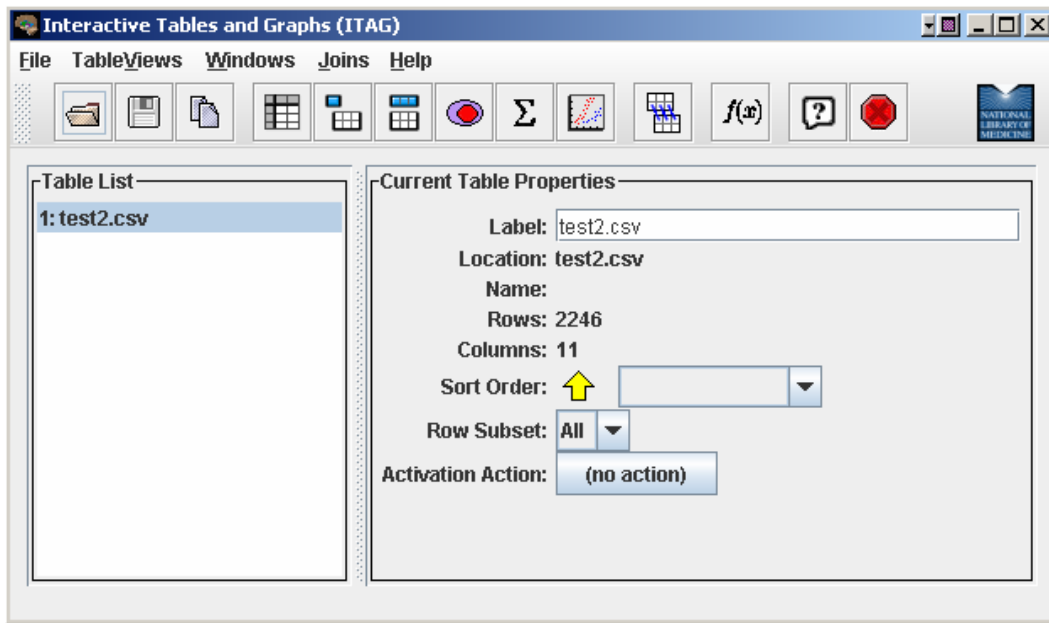 Interactive Tables and Graphs (ITAG)
File TableViews Windows Joins Help
Σ f(x) ?
NATIONAL
LIBRARY OF
MEDICINE
Table List
1: test2.csv
Current Table Properties
Label: test2.csv
Location: test2.csv
Name:
Rows: 2246
Columns: 11
Sort Order:
Row Subset: All
Activation Action: (no action)